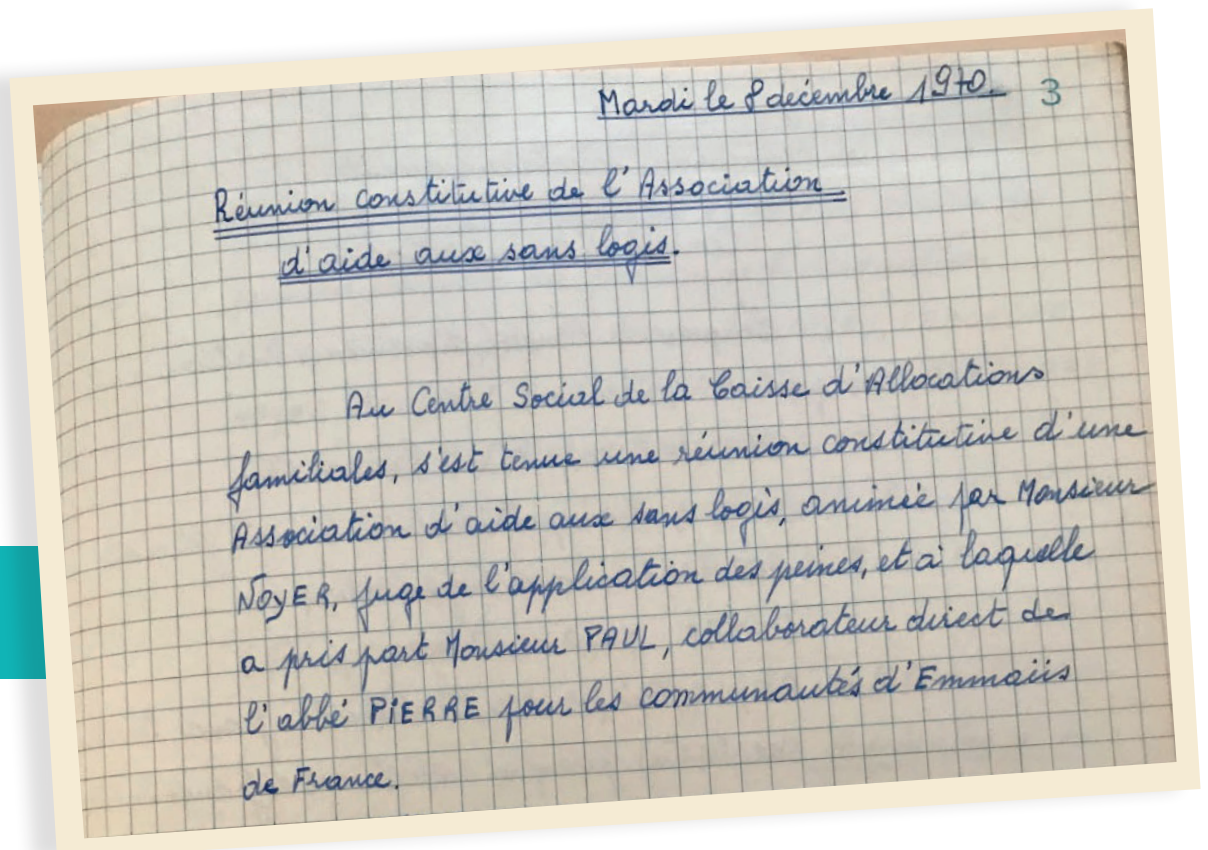 Mardi le 8 décembre 1970. 3
Réunion constitutive de l'Association
d'aide aux sans logis.
Au Centre Social de la Caisse d'Allocations
familiales, s'est tenue une réunion constitutive d'une
Association d'aide aux sans logis, animée par Monsieur
NOYER, juge de l'application des peines, et à laquelle
a pris part Monsieur PAUL, collaborateur direct de
l'abbé PIERRE pour les communautés d'Emmaüs
de France.